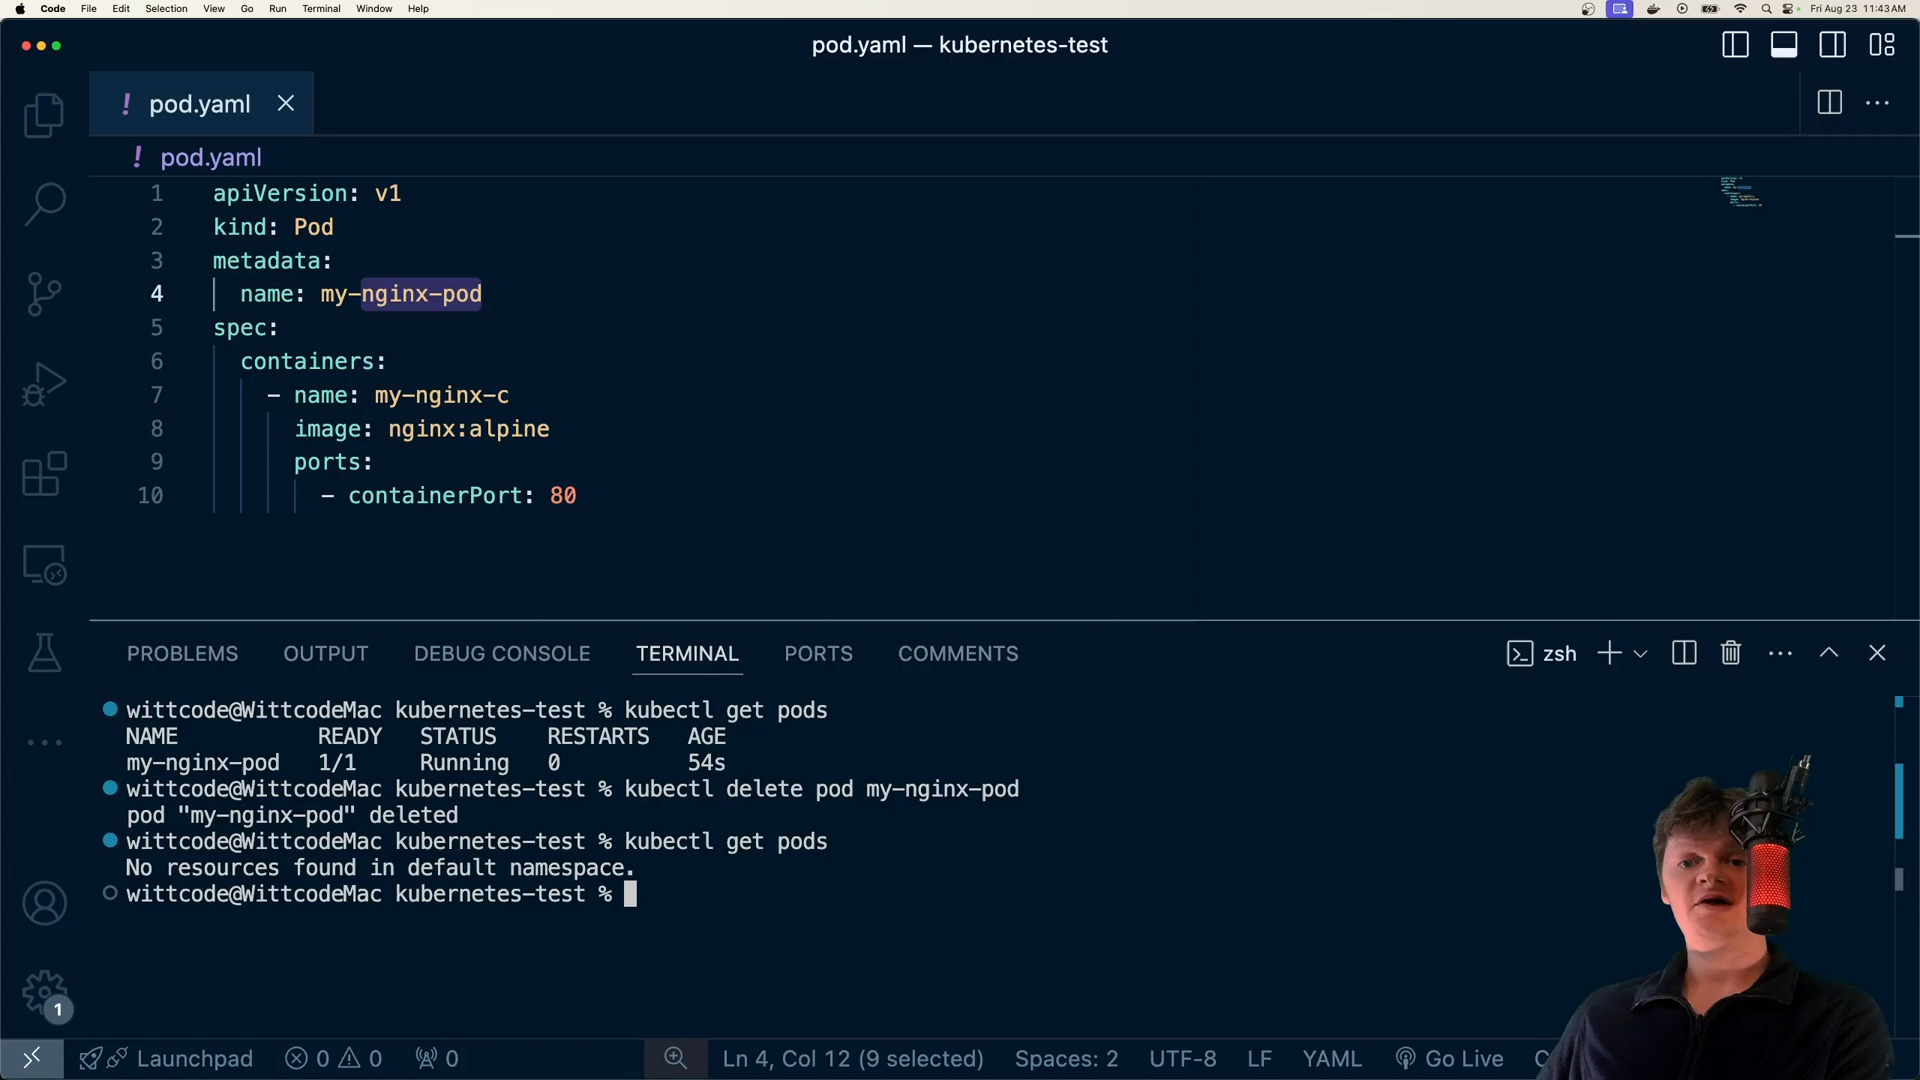 Code File Edit Selection View Go Run Terminal Window Help Fri Aug 23 11:43 AM
pod.yaml — kubernetes-test
! pod.yaml
! pod.yaml
1 apiVersion: v1
2 kind: Pod
3 metadata:
4 name: my-nginx-pod
5 spec:
6 containers:
7 - name: my-nginx-c
8 image: nginx:alpine
9 ports:
10 - containerPort: 80
PROBLEMS OUTPUT DEBUG CONSOLE TERMINAL PORTS COMMENTS zsh
wittcode@WittcodeMac kubernetes-test % kubectl get pods
NAME READY STATUS RESTARTS AGE
my-nginx-pod 1/1 Running 0 54s
wittcode@WittcodeMac kubernetes-test % kubectl delete pod my-nginx-pod
pod "my-nginx-pod" deleted
wittcode@WittcodeMac kubernetes-test % kubectl get pods
No resources found in default namespace.
wittcode@WittcodeMac kubernetes-test %
1
Launchpad 0 0 0 Ln 4, Col 12 (9 selected) Spaces: 2 UTF-8 LF YAML Go Live